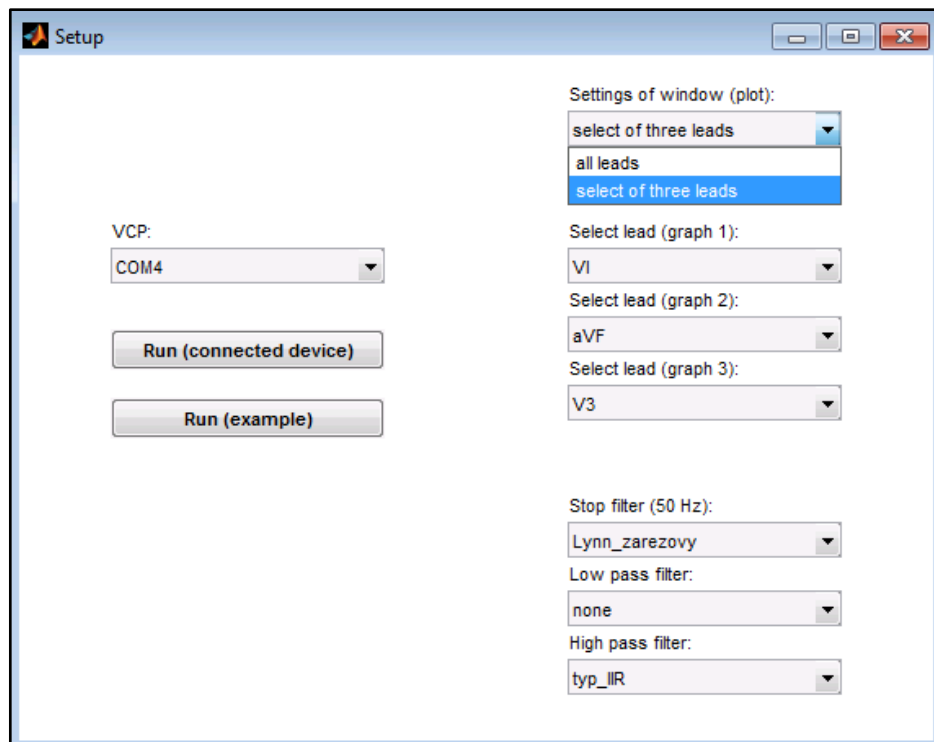 Setup
Settings of window (plot):
select of three leads
all leads
select of three leads
VCP:
COM4
Run (connected device)
Run (example)
Select lead (graph 1):
VI
Select lead (graph 2):
aVF
Select lead (graph 3):
V3
Stop filter (50 Hz):
Lynn_zarezovy
Low pass filter:
none
High pass filter:
typ_IIR